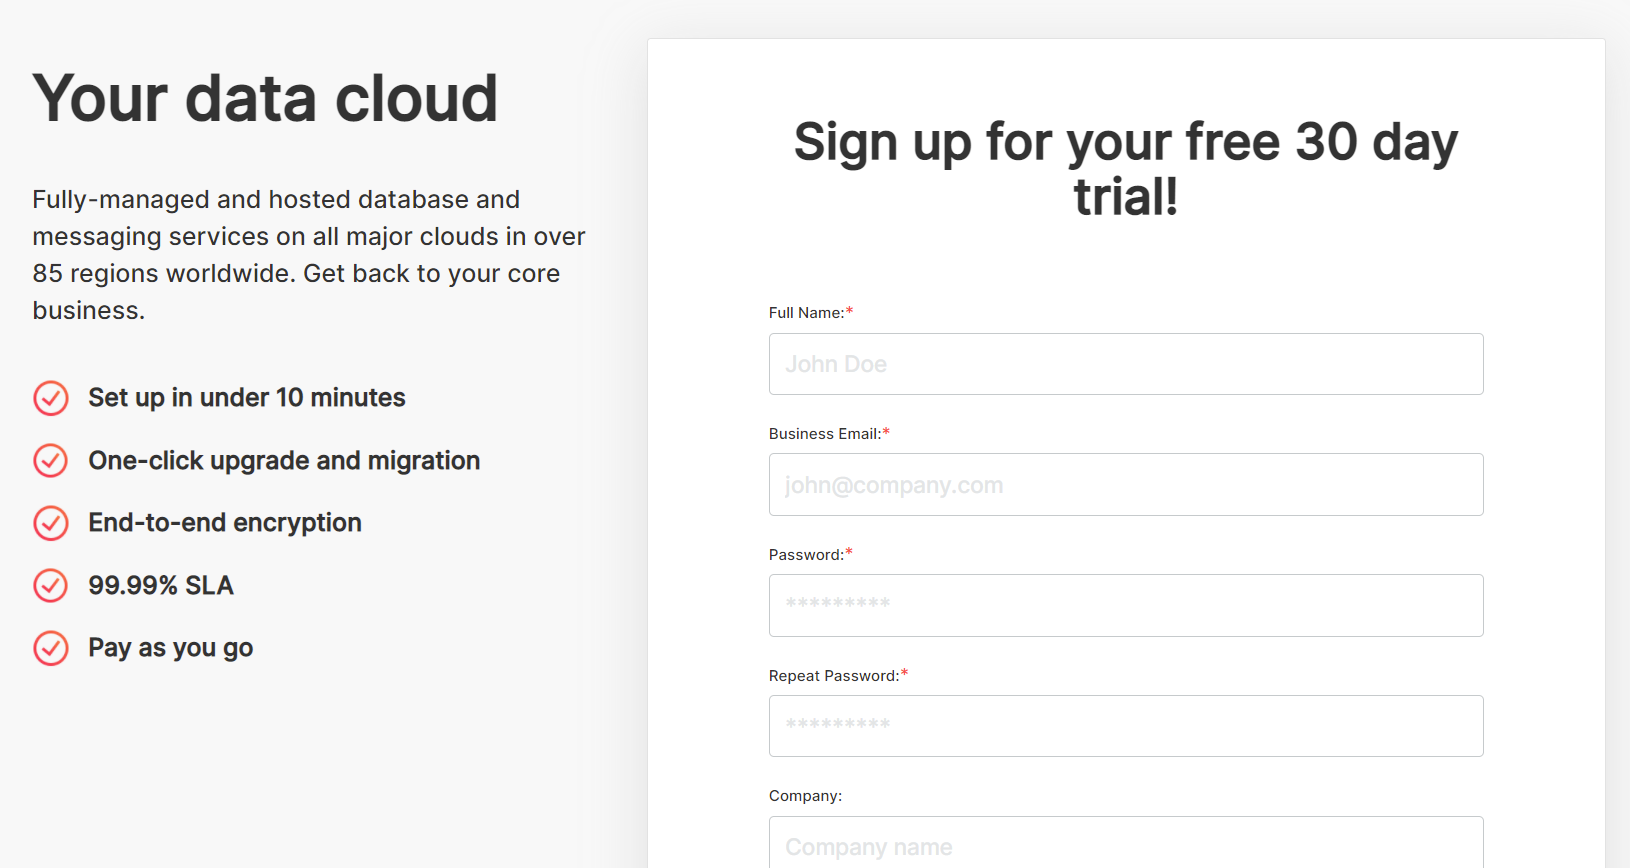 Your data cloud
Fully-managed and hosted database and
messaging services on all major clouds in over
85 regions worldwide. Get back to your core
business.
Set up in under 10 minutes
One-click upgrade and migration
End-to-end encryption
99.99% SLA
Pay as you go
Sign up for your free 30 day
trial!
Full Name:*
John Doe
Business Email:*
john@company.com
Password:*
*********
Repeat Password:*
*********
Company:
Company name